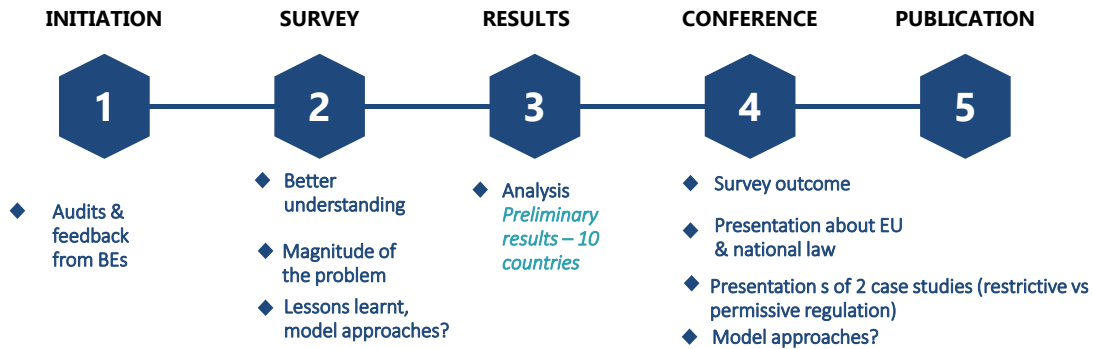 INITIATION
SURVEY
RESULTS
CONFERENCE
PUBLICATION
1
2
3
4
5
Audits &
feedback
from BEs
Better
understanding
Magnitude of
the problem
Lessons learnt,
model approaches?
Analysis
Preliminary
results – 10
countries
Survey outcome
Presentation about EU
& national law
Presentation s of 2 case studies (restrictive vs
permissive regulation)
Model approaches?